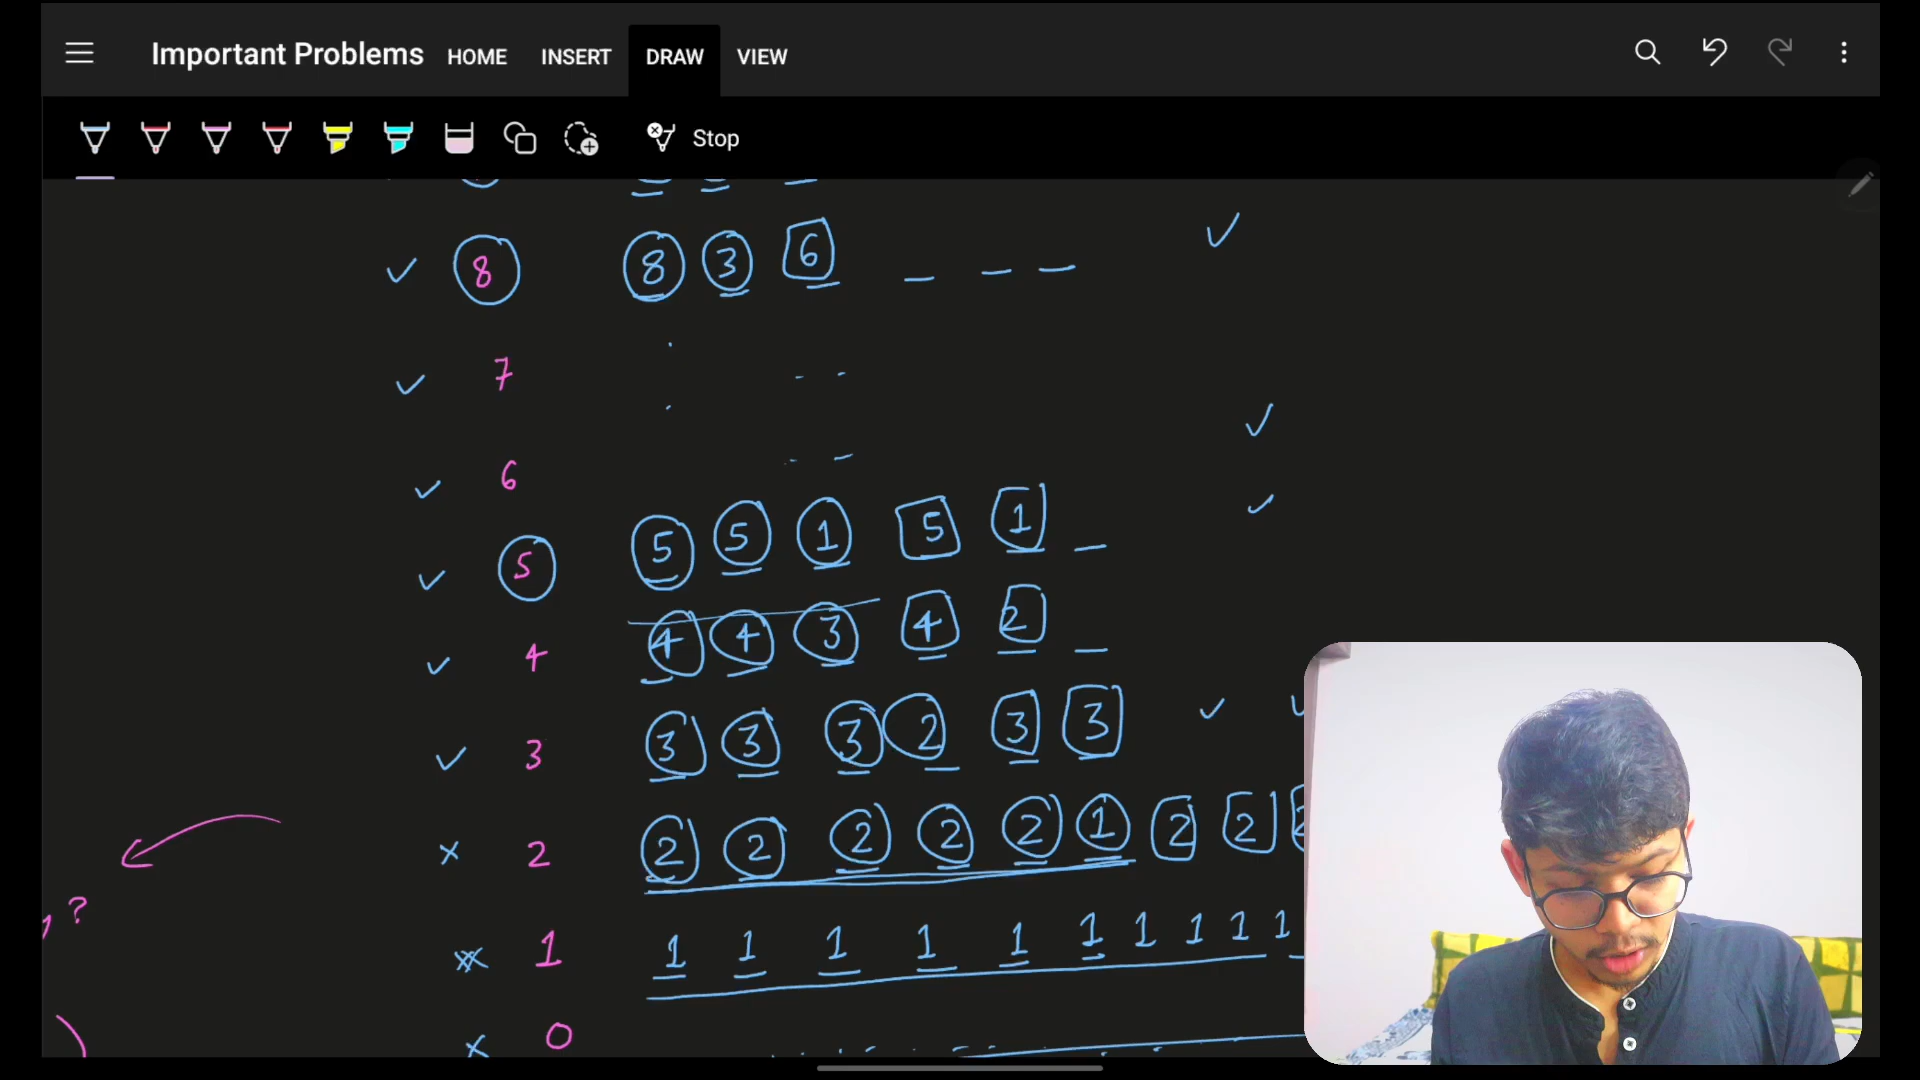 Important Problems HOME INSERT DRAW VIEW
Stop
8 8 3 6
7
6
5 5 5 1 5 1
4 4 4 3 4 2
3 3 3 3 2 3 3
2 2 2 2 2 2 1 2 2
?
1 1 1 1 1 1 1 1 1 1 1
0